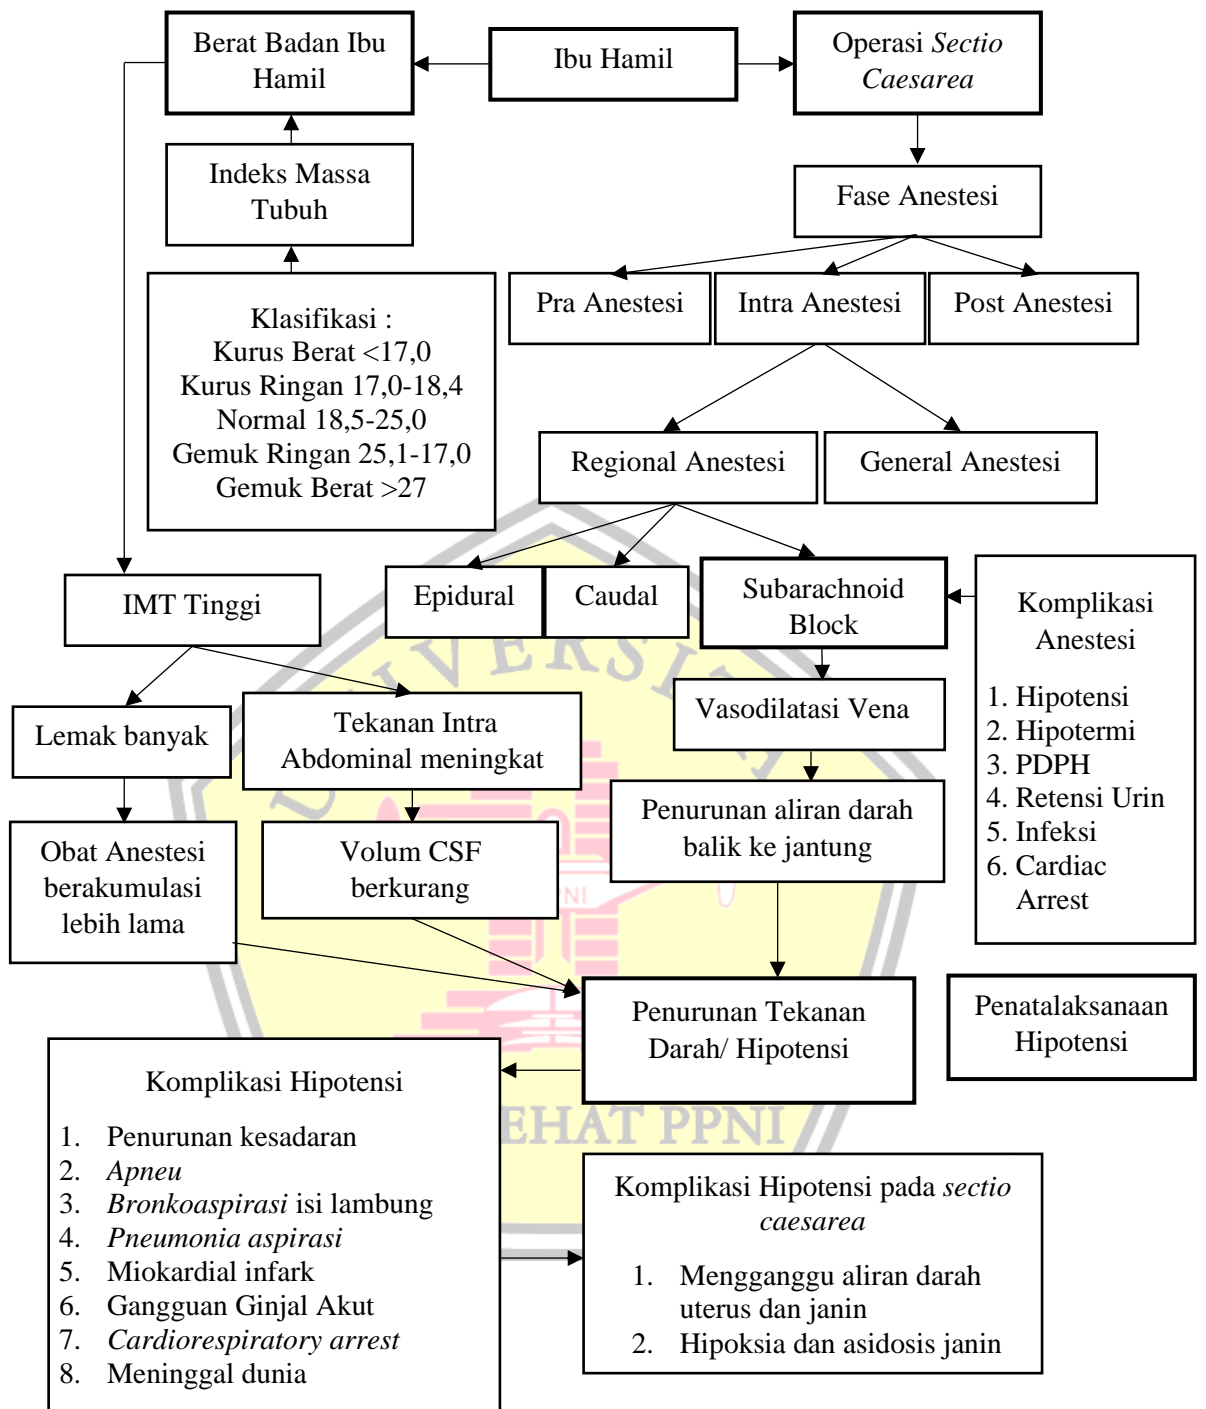 Berat Badan Ibu
Hamil
Ibu Hamil
Operasi Sectio
Caesarea
Indeks Massa
Tubuh
Fase Anestesi
Klasifikasi :
Kurus Berat <17,0
Kurus Ringan 17,0-18,4
Normal 18,5-25,0
Gemuk Ringan 25,1-17,0
Gemuk Berat >27
Pra Anestesi
Intra Anestesi
Post Anestesi
Regional Anestesi
General Anestesi
IMT Tinggi
Epidural
Caudal
Subarachnoid
Block
Komplikasi
Anestesi
1. Hipotensi
2. Hipotermi
3. PDPH
4. Retensi Urin
5. Infeksi
6. Cardiac
Arrest
Lemak banyak
Tekanan Intra
Abdominal meningkat
Vasodilatasi Vena
Obat Anestesi
berakumulasi
lebih lama
Volum CSF
berkurang
Penurunan aliran darah
balik ke jantung
Penurunan Tekanan
Darah/ Hipotensi
Penatalaksanaan
Hipotensi
Komplikasi Hipotensi
1. Penurunan kesadaran
2. Apneu
3. Bronkoaspirasi isi lambung
4. Pneumonia aspirasi
5. Miokardial infark
6. Gangguan Ginjal Akut
7. Cardiorespiratory arrest
8. Meninggal dunia
Komplikasi Hipotensi pada sectio
caesarea
1. Mengganggu aliran darah
uterus dan janin
2. Hipoksia dan asidosis janin
EHAT PPNI